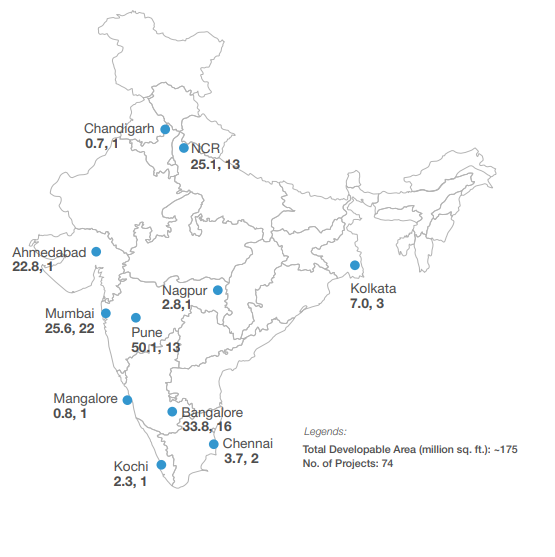 Chandigarh
0.7, 1
NCR
25.1, 13
Ahmedabad
22.8, 1
Nagpur
2.8,1
Kolkata
7.0, 3
Mumbai
25.6, 22
Pune
50.1, 13
Mangalore
0.8, 1
Bangalore
33.8, 16
Chennai
3.7, 2
Kochi
2.3, 1
Legends:
Total Developable Area (million sq. ft.): ~175
No. of Projects: 74